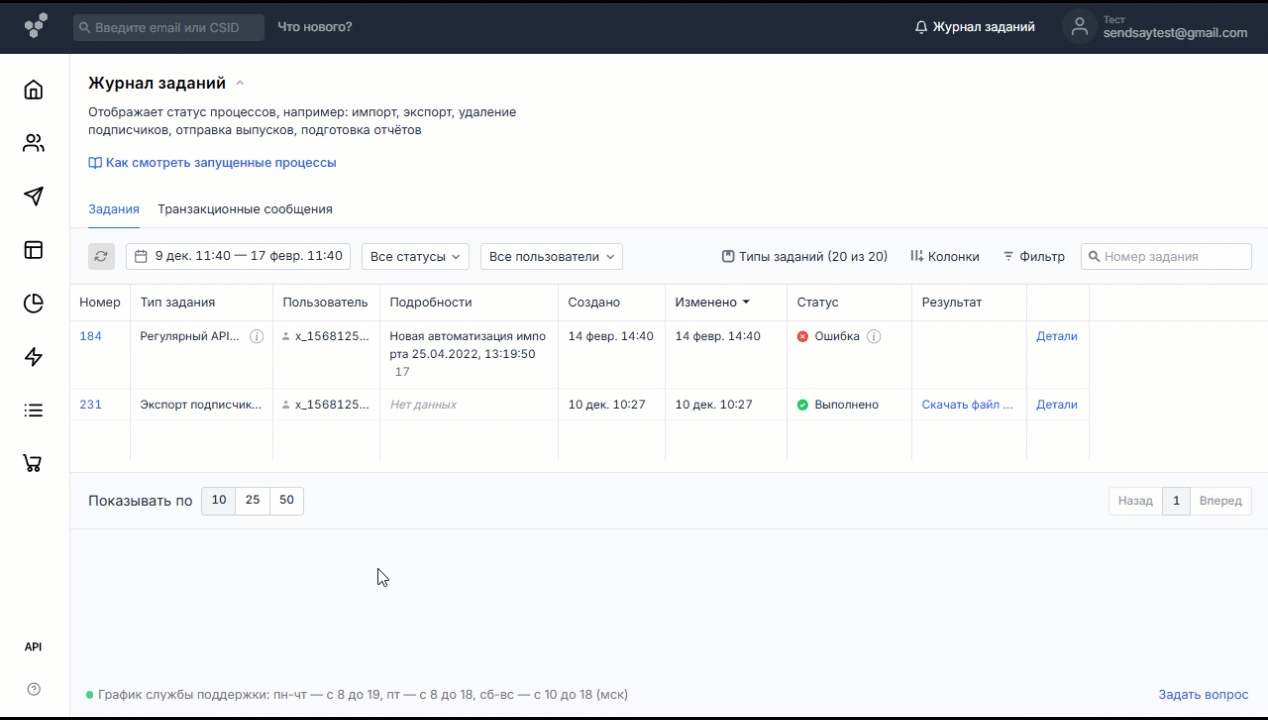 Введите email или CSID
Что нового?
Журнал заданий
Тест
sendsaytest@gmail.com
Журнал заданий
Отображает статус процессов, например: импорт, экспорт, удаление
подписчиков, отправка выпусков, подготовка отчётов
Как смотреть запущенные процессы
Задания Транзакционные сообщения
9 дек. 11:40 — 17 февр. 11:40 Все статусы Все пользователи Типы заданий (20 из 20) Колонки Фильтр Номер задания
Номер Тип задания Пользователь Подробности Создано Изменено Статус Результат
184 Регулярный API... x_1568125... Новая автоматизация импо 14 февр. 14:40 14 февр. 14:40 Ошибка Детали
рта 25.04.2022, 13:19:50
17
231 Экспорт подписчик... x_1568125... Нет данных 10 дек. 10:27 10 дек. 10:27 Выполнено Скачать файл ... Детали
Показывать по 10 25 50 Назад 1 Вперед
API
График службы поддержки: пн-чт — с 8 до 19, пт — с 8 до 18, сб-вс — с 10 до 18 (мск) Задать вопрос